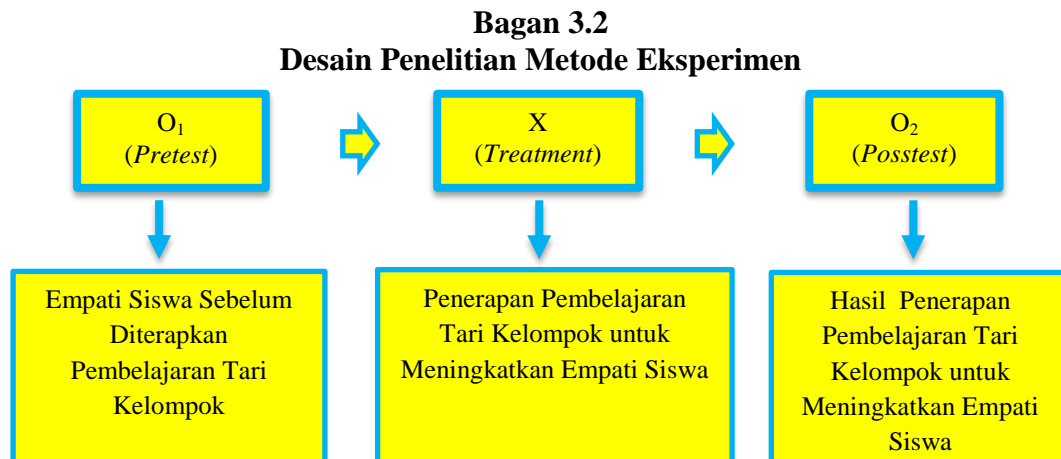 Bagan 3.2
Desain Penelitian Metode Eksperimen
O₁
(Pretest)
X
(Treatment)
O₂
(Posstest)
Empati Siswa Sebelum
Diterapkan
Pembelajaran Tari
Kelompok
Penerapan Pembelajaran
Tari Kelompok untuk
Meningkatkan Empati Siswa
Hasil Penerapan
Pembelajaran Tari
Kelompok untuk
Meningkatkan Empati
Siswa